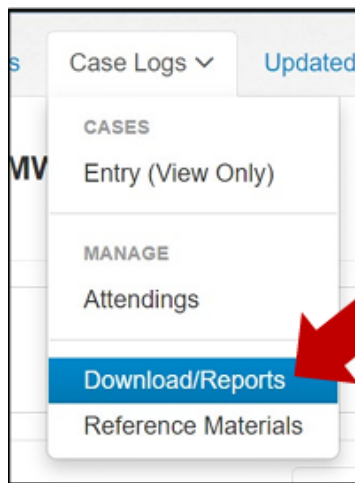 s Case Logs Updated
CASES
MV Entry (View Only)
MANAGE
Attendings
Download/Reports
Reference Materials